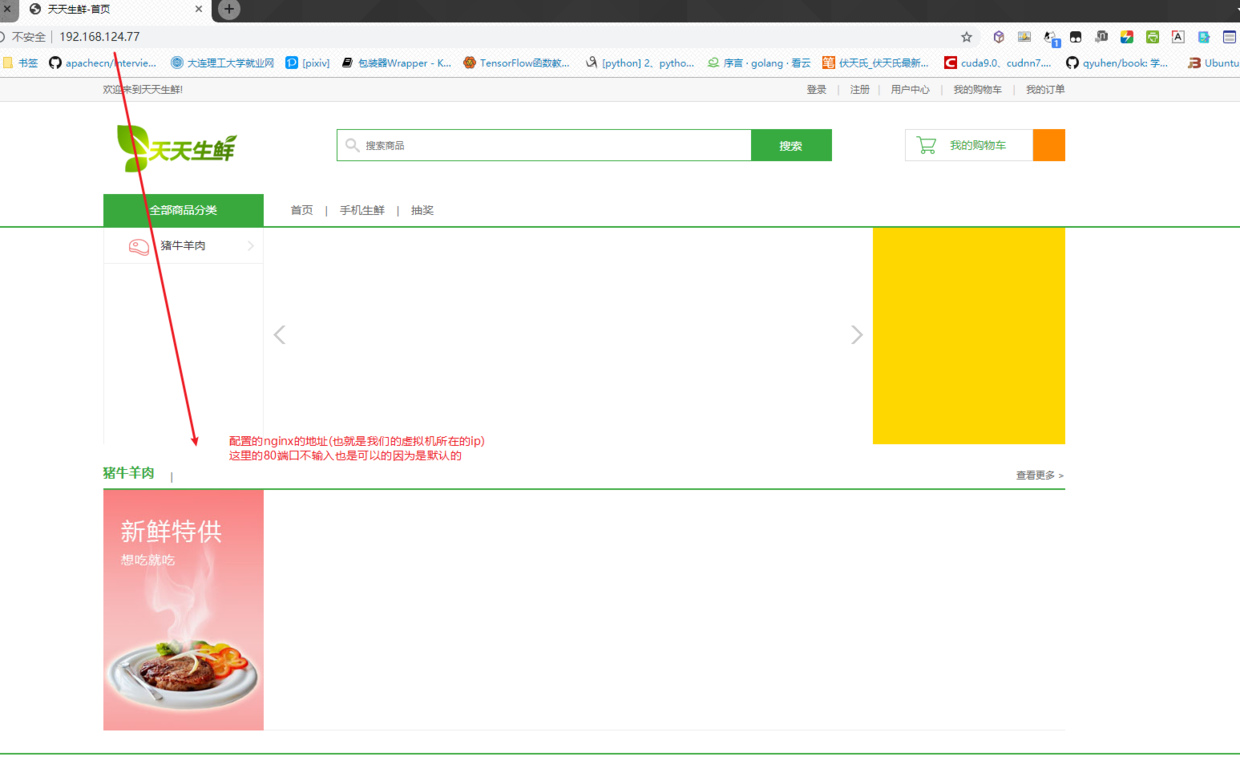 天天生鲜-首页
不安全 | 192.168.124.77
书签 apachecn/Intervie... 大连理工大学就业网 [pixiv] 包装器Wrapper - K... TensorFlow函数教... [python] 2、pytho... 序言 · golang · 看云 伏天氏_伏天氏最新... cuda9.0、cudnn7.... qyuhen/book: 学... Ubuntu
欢迎来到天天生鲜!
登录 | 注册 | 用户中心 | 我的购物车 | 我的订单
天天生鲜
搜索商品 搜索
我的购物车
全部商品分类 首页 | 手机生鲜 | 抽奖
猪牛羊肉
配置的nginx的地址(也就是我们的虚拟机所在的ip)
这里的80端口不输入也是可以的因为是默认的
猪牛羊肉 | 查看更多 >
新鲜特供
想吃就吃